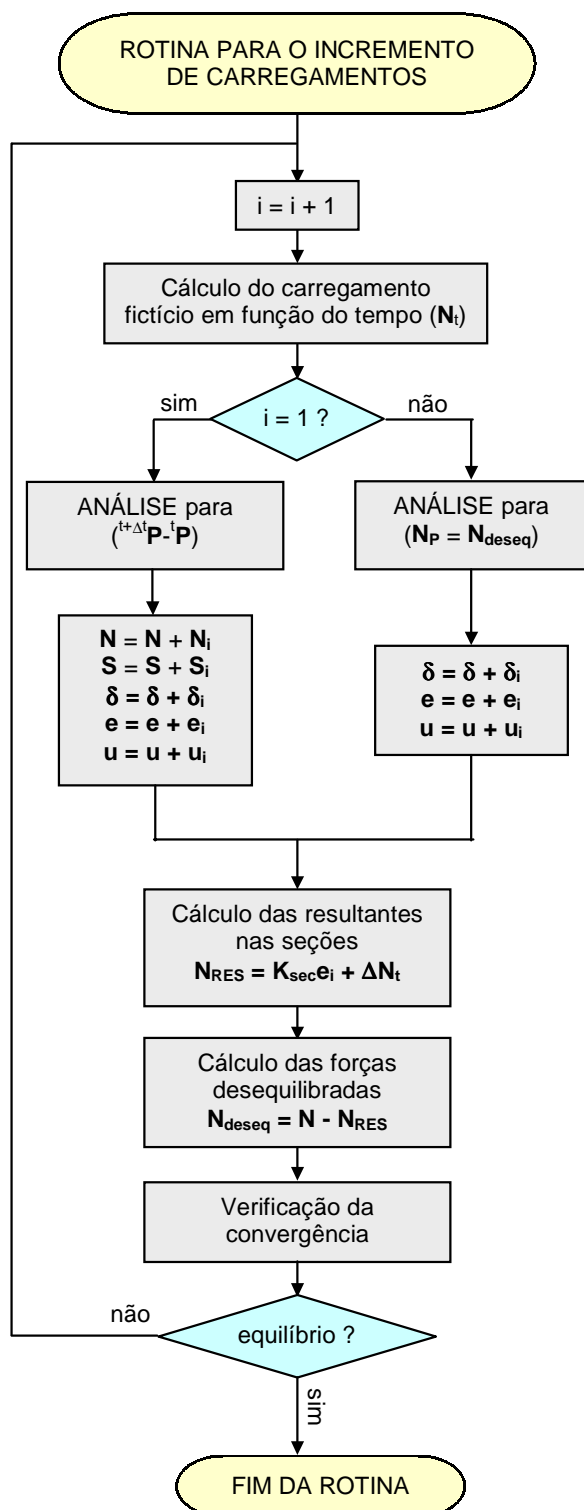 ROTINA PARA O INCREMENTO
DE CARREGAMENTOS
i = i + 1
Cálculo do carregamento
fictício em função do tempo (Nt)
sim
i = 1 ?
não
ANÁLISE para
(t+Δt P-t P)
N = N + Ni
S = S + Si
δ = δ + δi
e = e + ei
u = u + ui
ANÁLISE para
(NP = Ndeseq)
δ = δ + δi
e = e + ei
u = u + ui
Cálculo das resultantes
nas seções
NRES = Ksecei + ΔNt
Cálculo das forças
desequilibradas
Ndeseq = N - NRES
Verificação da
convergência
não
equilíbrio ?
sim
FIM DA ROTINA